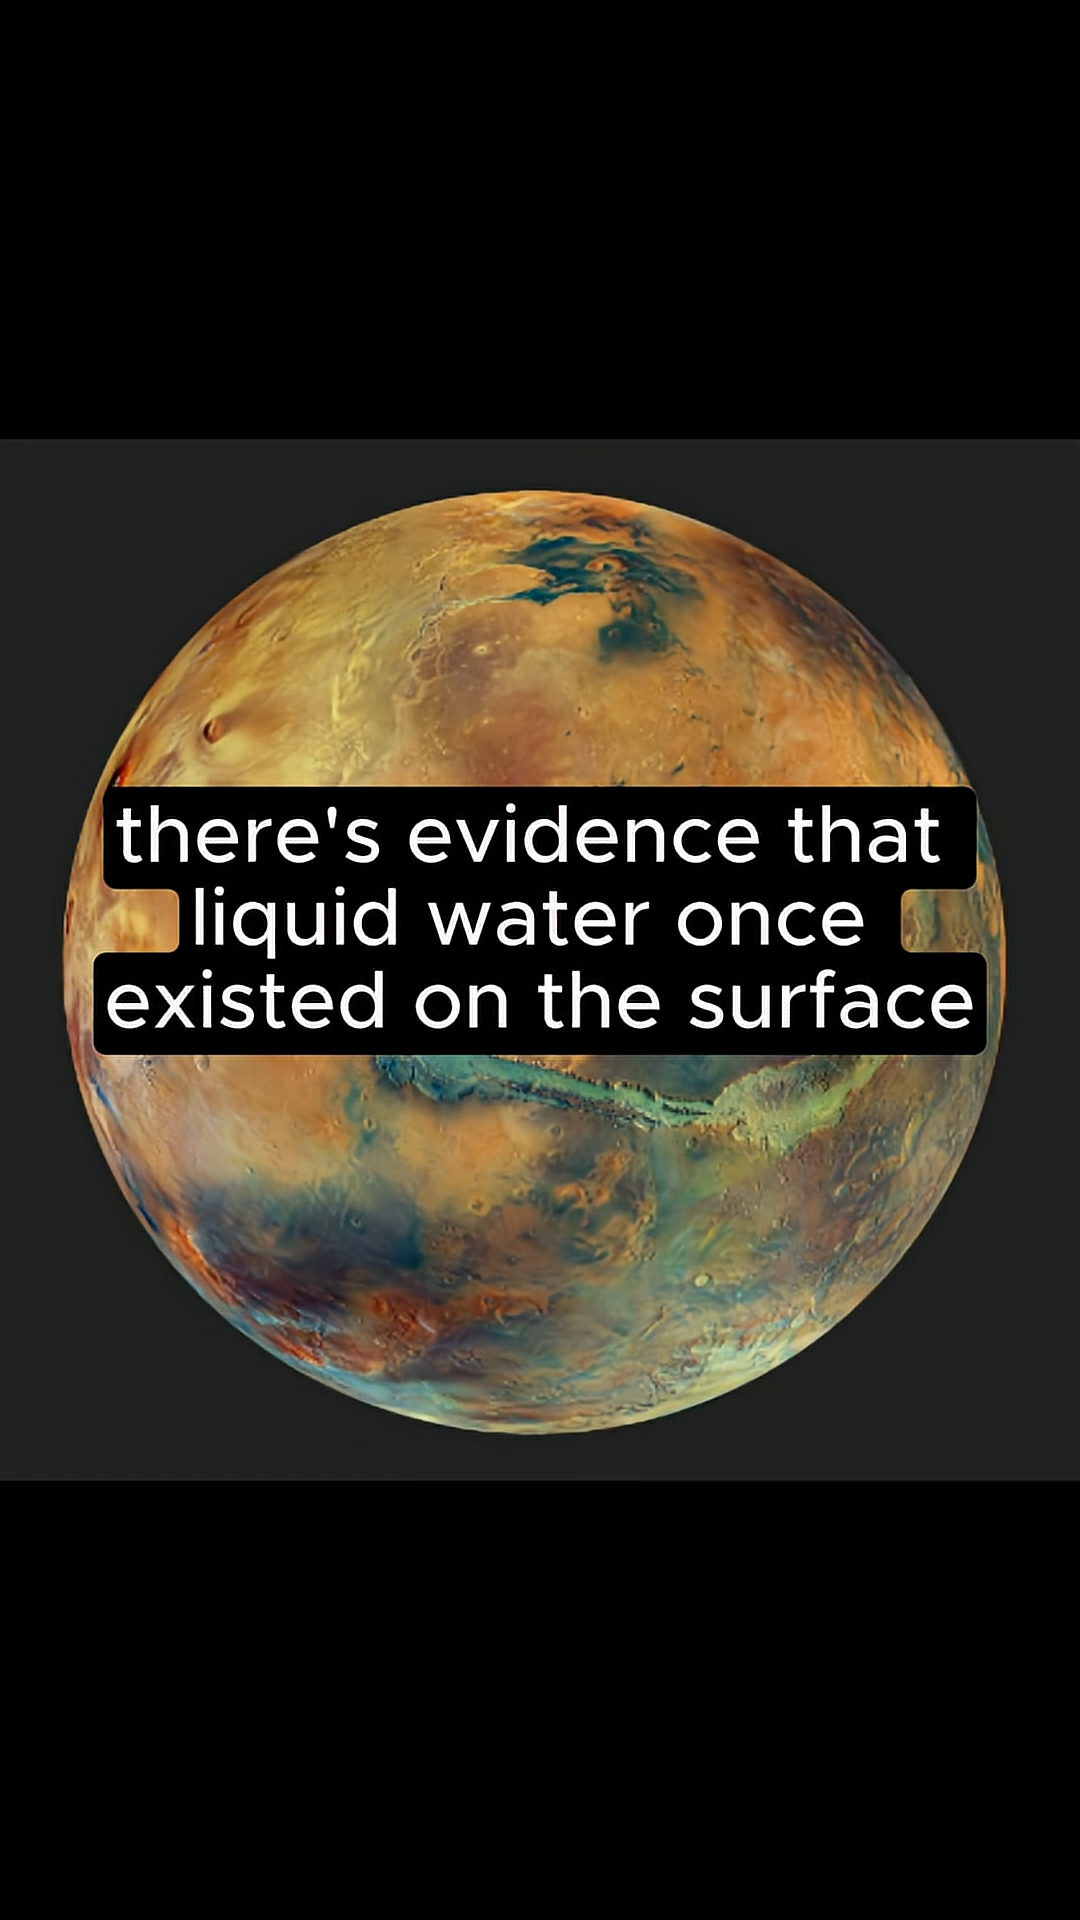 there's evidence that
liquid water once
existed on the surface